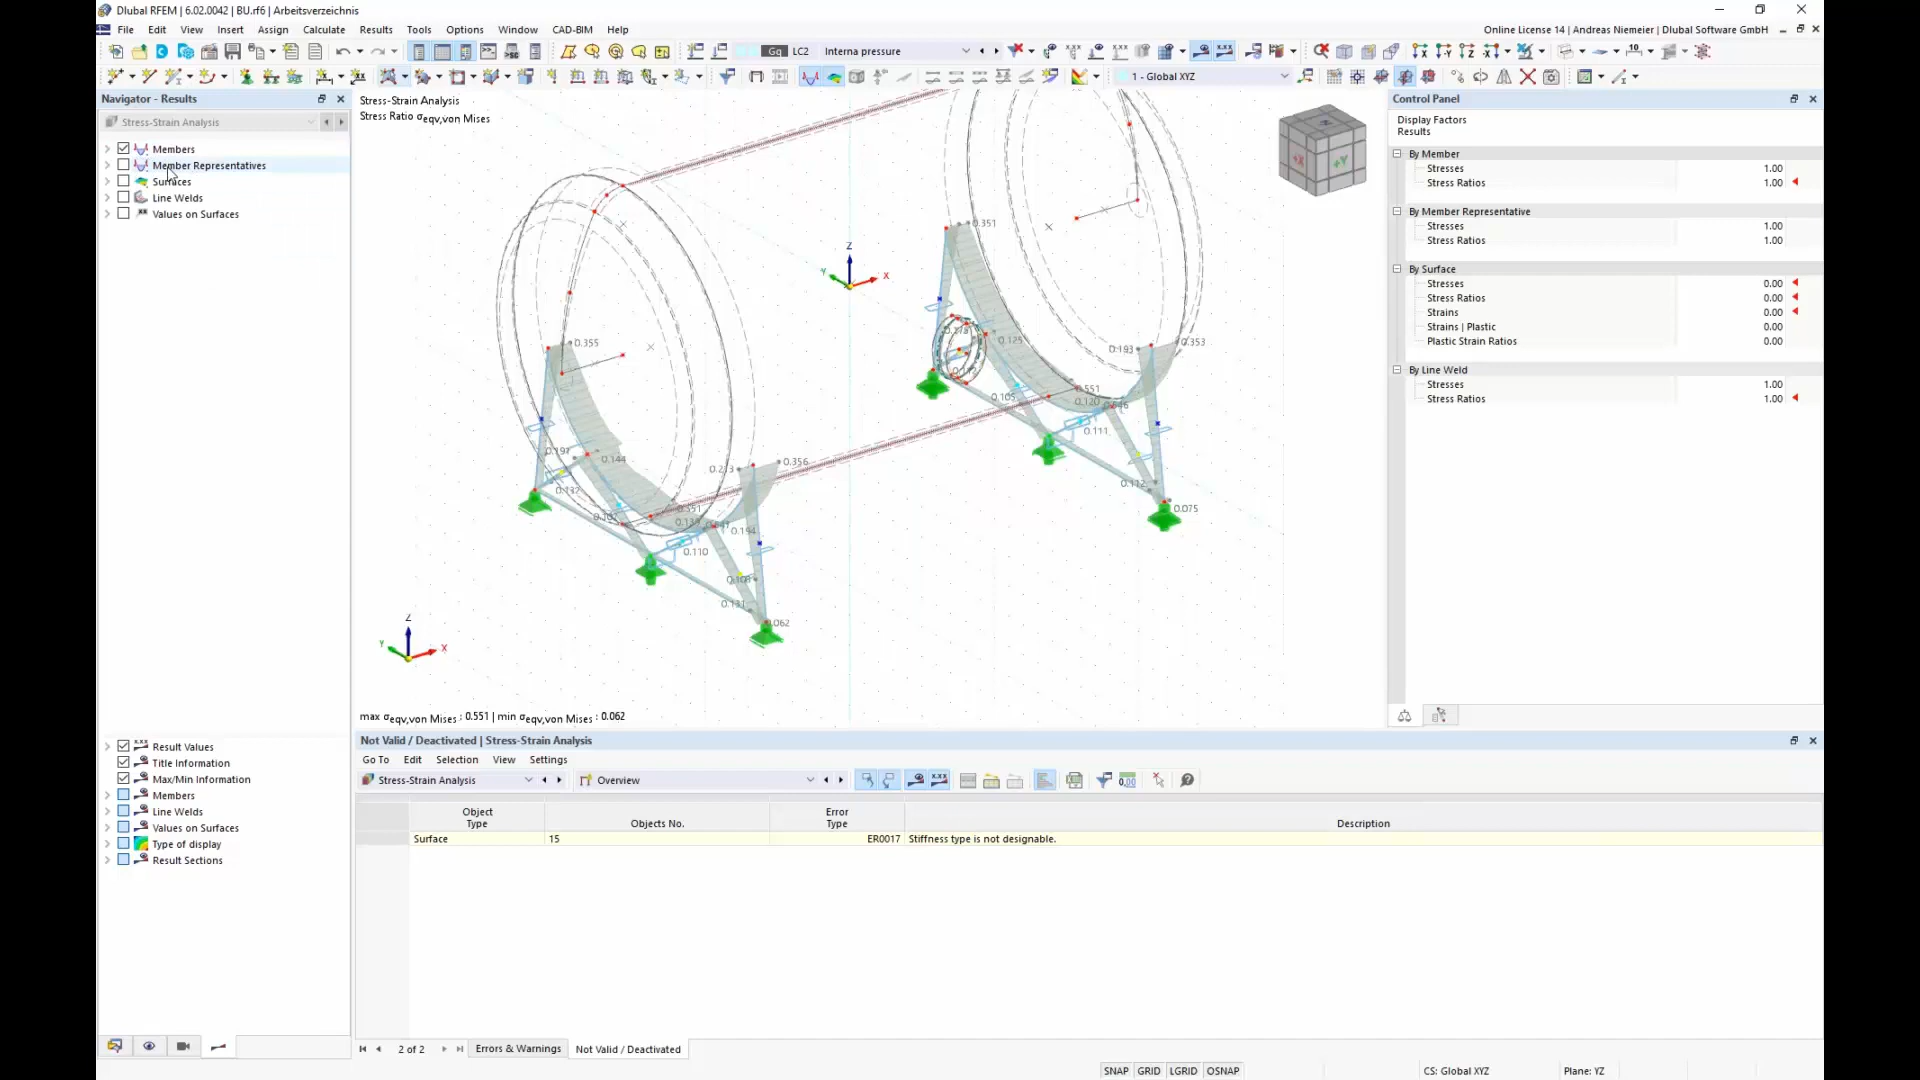 Dlubal RFEM | 6.02.0042 | BU.rf6 | Arbeitsverzeichnis
File Edit View Insert Assign Calculate Results Tools Options Window CAD-BIM Help
Online License 14 | Andreas Niemeier | Dlubal Software GmbH
Gq LC2 Interna pressure
1 - Global XYZ
Navigator - Results
Stress-Strain Analysis
Members
Member Representatives
Surfaces
Line Welds
Values on Surfaces
Result Values
Title Information
Max/Min Information
Members
Line Welds
Values on Surfaces
Type of display
Result Sections
Stress-Strain Analysis
Stress Ratio σeqv,von Mises
+X +Y
Z
Y X
0.351
0.125
0.193 0.353
0.551
0.105
0.120
0.111
0.112
0.075
0.355
0.191 0.144
0.137
0.213 0.356
0.194
0.110
0.131
0.062
Z
Y X
max σeqv,von Mises : 0.551 | min σeqv,von Mises : 0.062
Control Panel
Display Factors
Results
By Member
Stresses 1.00
Stress Ratios 1.00
By Member Representative
Stresses 1.00
Stress Ratios 1.00
By Surface
Stresses 0.00
Stress Ratios 0.00
Strains 0.00
Strains | Plastic 0.00
Plastic Strain Ratios 0.00
By Line Weld
Stresses 1.00
Stress Ratios 1.00
Not Valid / Deactivated | Stress-Strain Analysis
Go To Edit Selection View Settings
Stress-Strain Analysis Overview
Object Type Objects No. Error Type Description
Surface 15 ER0017 Stiffness type is not designable.
2 of 2 Errors & Warnings Not Valid / Deactivated
SNAP GRID LGRID OSNAP CS: Global XYZ Plane: YZ